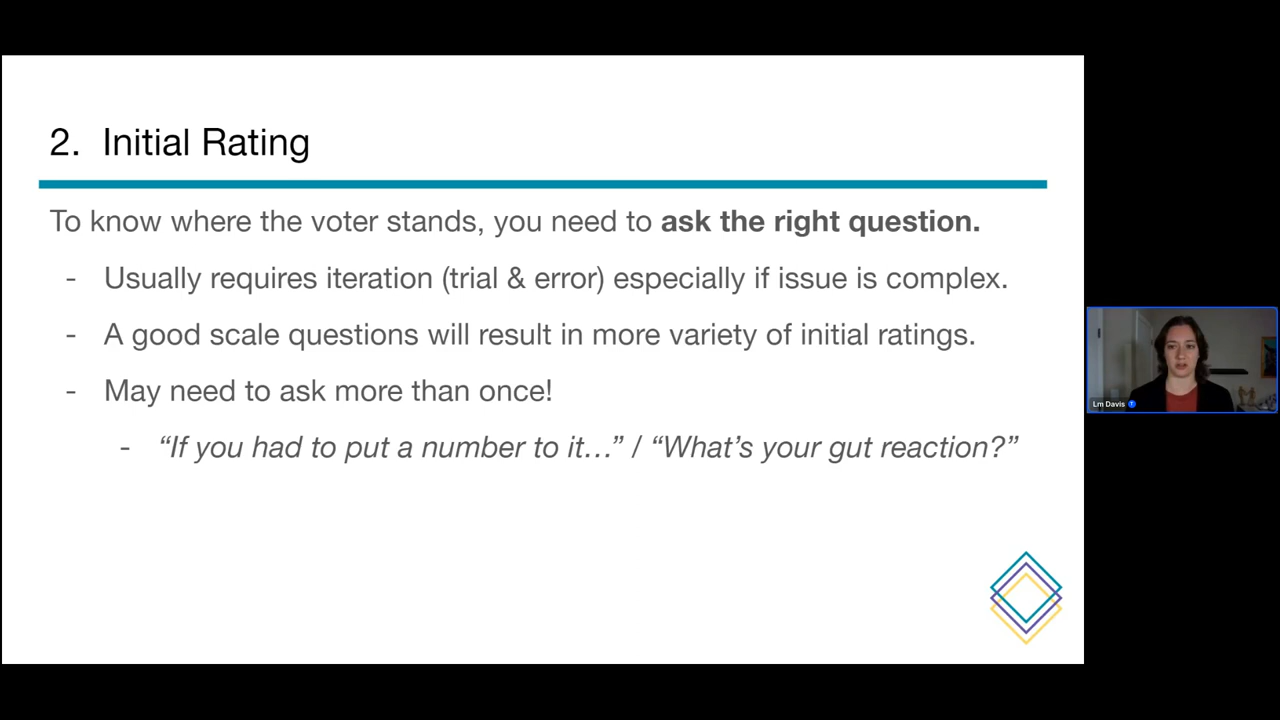 2. Initial Rating
To know where the voter stands, you need to ask the right question.
- Usually requires iteration (trial & error) especially if issue is complex.
- A good scale questions will result in more variety of initial ratings.
- May need to ask more than once!
- “If you had to put a number to it…” / “What’s your gut reaction?”
Lm Davis